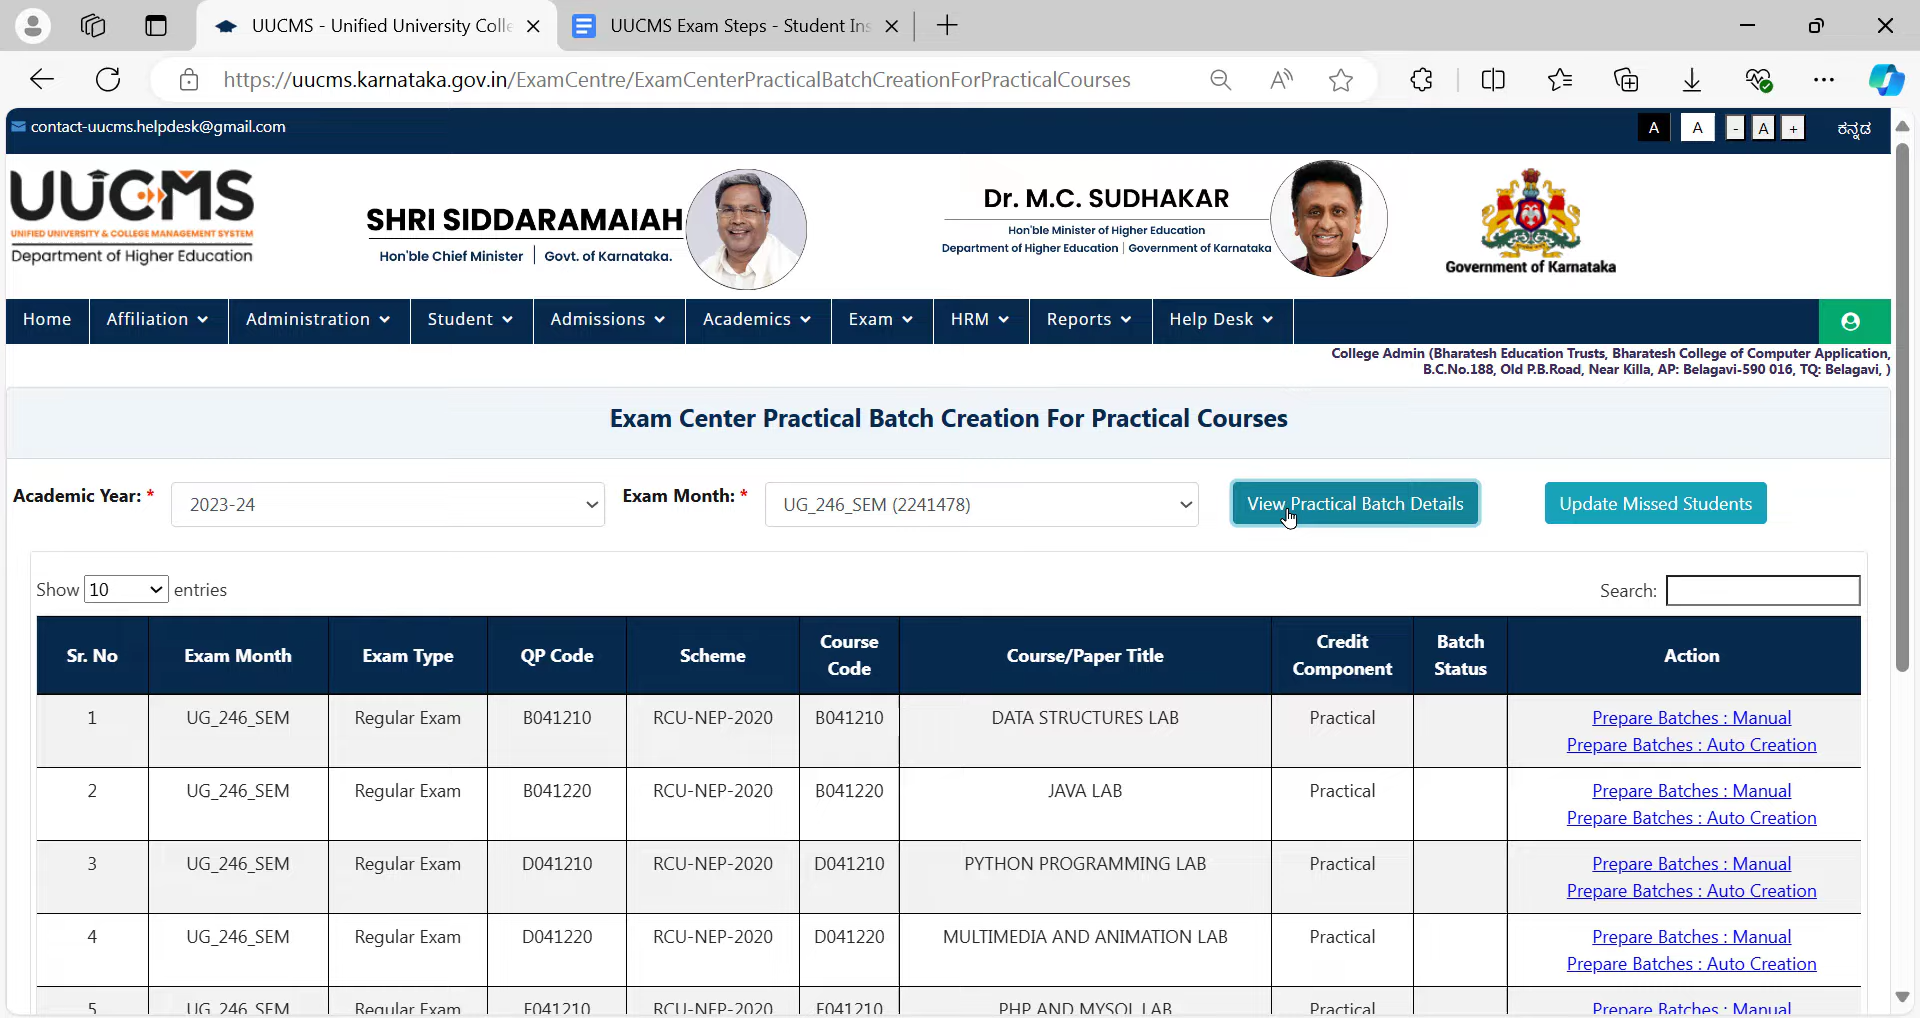 UUCMS - Unified University Colle
UUCMS Exam Steps - Student Ins
https://uucms.karnataka.gov.in/ExamCentre/ExamCenterPracticalBatchCreationForPracticalCourses
contact-uucms.helpdesk@gmail.com
A A - A + ಕನ್ನಡ
UUCMS
UNIFIED UNIVERSITY & COLLEGE MANAGEMENT SYSTEM
Department of Higher Education
SHRI SIDDARAMAIAH
Hon'ble Chief Minister | Govt. of Karnataka.
Dr. M.C. SUDHAKAR
Hon'ble Minister of Higher Education
Department of Higher Education | Government of Karnataka
Government of Karnataka
Home Affiliation Administration Student Admissions Academics Exam HRM Reports Help Desk
College Admin (Bharatesh Education Trusts, Bharatesh College of Computer Application,
B.C.No.188, Old P.B.Road, Near Killa, AP: Belagavi-590 016, TQ: Belagavi, )
Exam Center Practical Batch Creation For Practical Courses
Academic Year: * 2023-24 Exam Month: * UG_246_SEM (2241478) View Practical Batch Details Update Missed Students
Show 10 entries Search:
Sr. No Exam Month Exam Type QP Code Scheme Course Code Course/Paper Title Credit Component Batch Status Action
1 UG_246_SEM Regular Exam B041210 RCU-NEP-2020 B041210 DATA STRUCTURES LAB Practical Prepare Batches : Manual
Prepare Batches : Auto Creation
2 UG_246_SEM Regular Exam B041220 RCU-NEP-2020 B041220 JAVA LAB Practical Prepare Batches : Manual
Prepare Batches : Auto Creation
3 UG_246_SEM Regular Exam D041210 RCU-NEP-2020 D041210 PYTHON PROGRAMMING LAB Practical Prepare Batches : Manual
Prepare Batches : Auto Creation
4 UG_246_SEM Regular Exam D041220 RCU-NEP-2020 D041220 MULTIMEDIA AND ANIMATION LAB Practical Prepare Batches : Manual
Prepare Batches : Auto Creation
5 UG_246_SEM Regular Exam RCU-NEP-2020 PHP AND MYSQL LAB Practical Prepare Batches : Manual